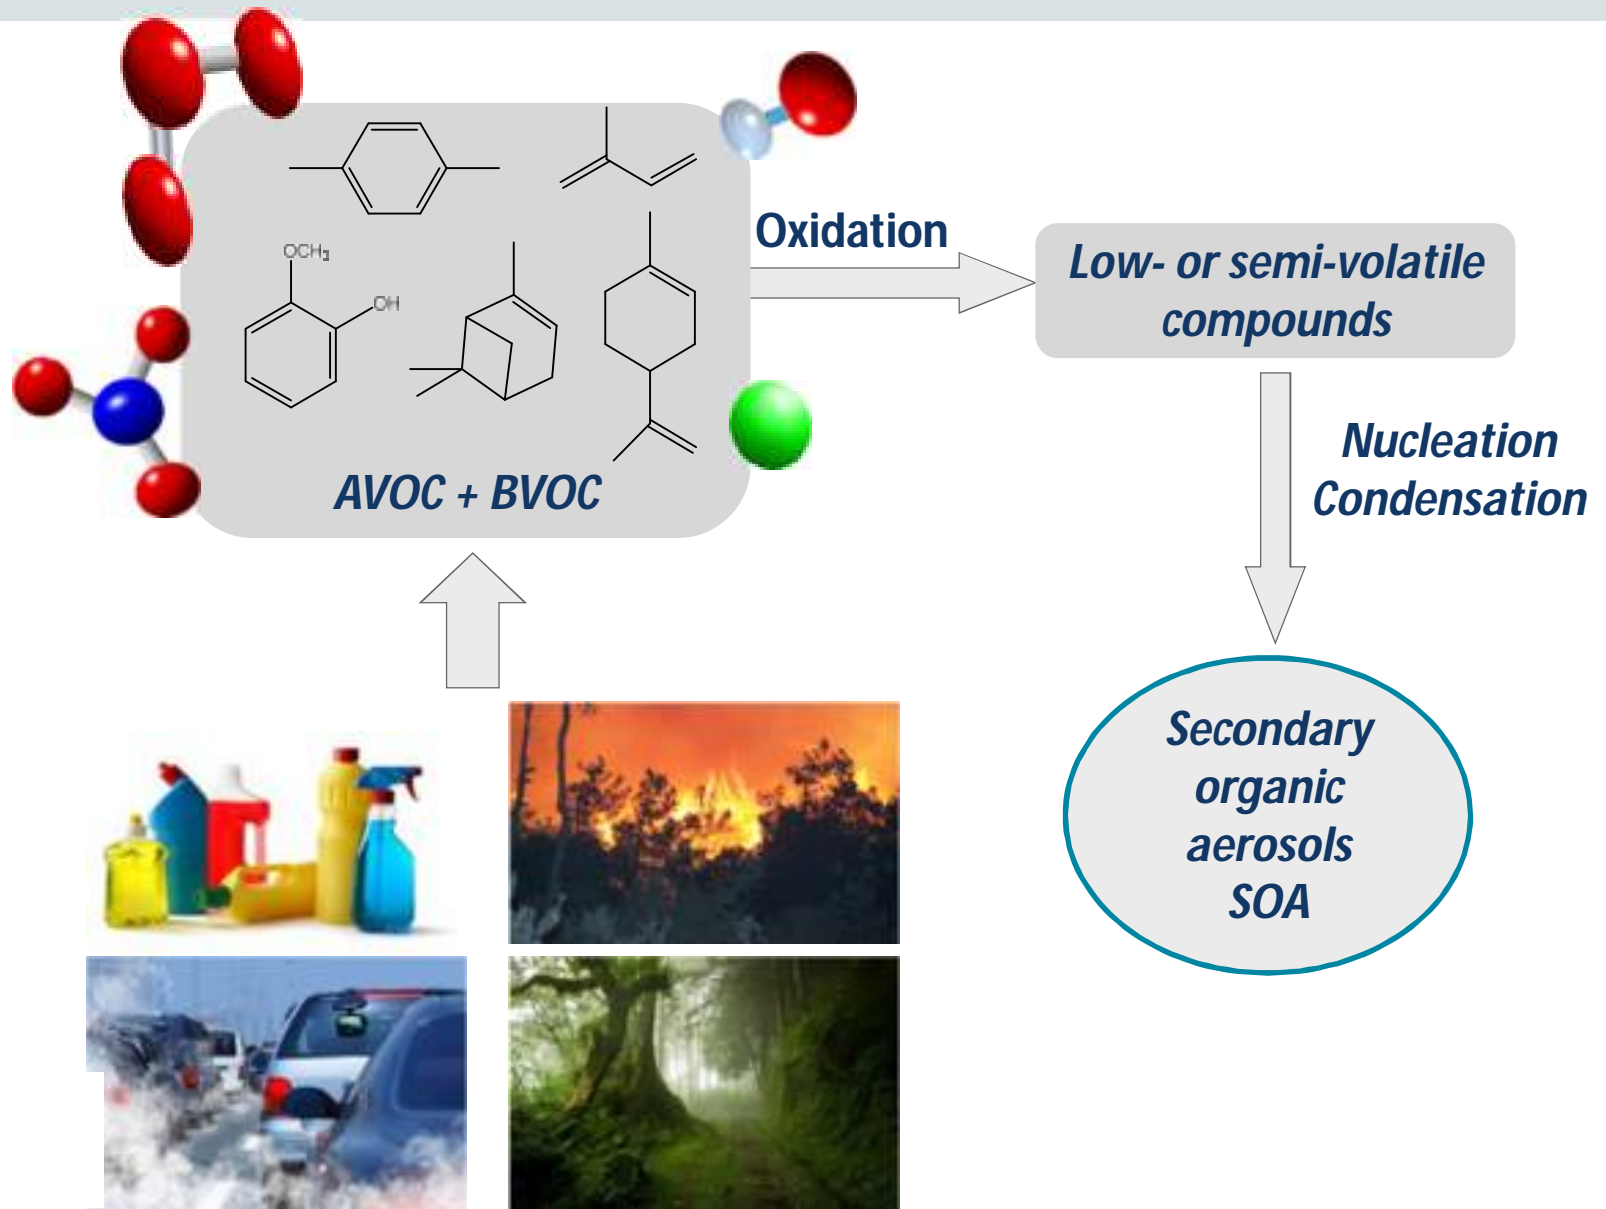 OCH3
OH
AVOC + BVOC
Oxidation
Low- or semi-volatile
compounds
Nucleation
Condensation
Secondary
organic
aerosols
SOA